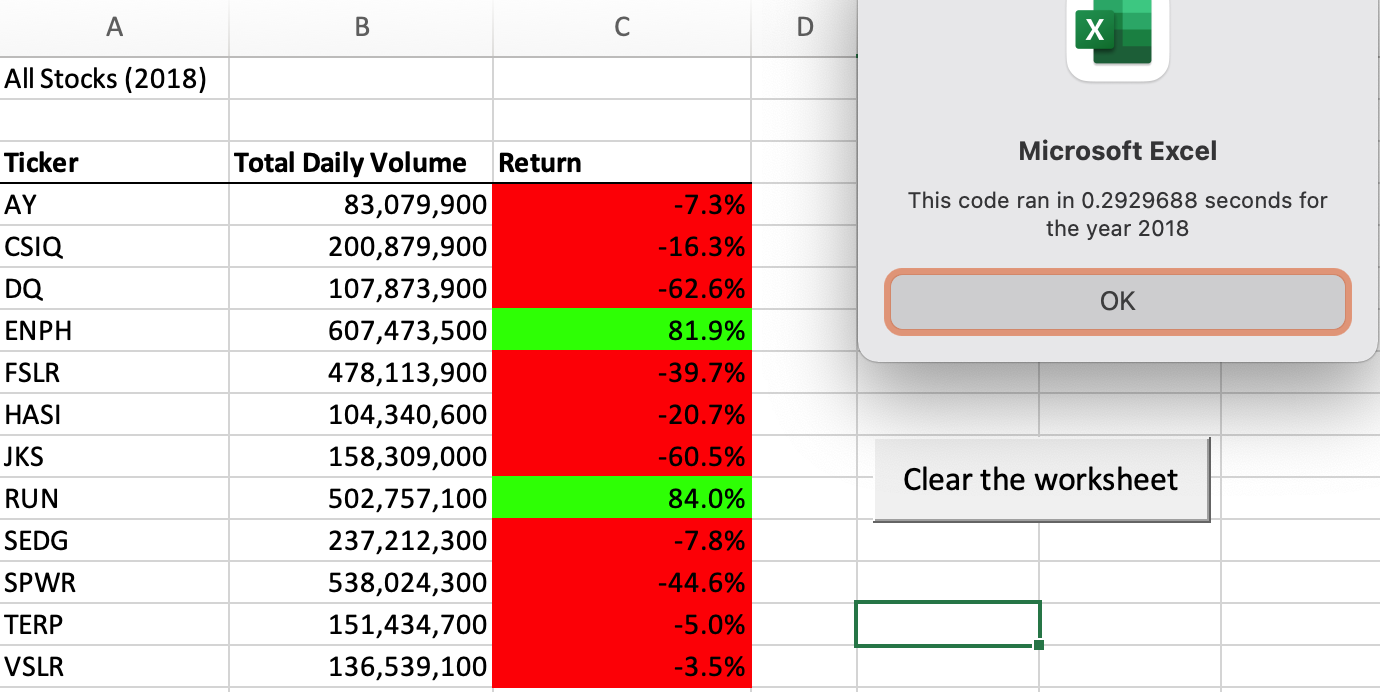 A B C D
X
All Stocks (2018)
Microsoft Excel
This code ran in 0.2929688 seconds for
the year 2018
OK
Ticker Total Daily Volume Return
AY 83,079,900 -7.3%
CSIQ 200,879,900 -16.3%
DQ 107,873,900 -62.6%
ENPH 607,473,500 81.9%
FSLR 478,113,900 -39.7%
HASI 104,340,600 -20.7%
JKS 158,309,000 -60.5%
RUN 502,757,100 84.0%
SEDG 237,212,300 -7.8%
SPWR 538,024,300 -44.6%
TERP 151,434,700 -5.0%
VSLR 136,539,100 -3.5%
Clear the worksheet